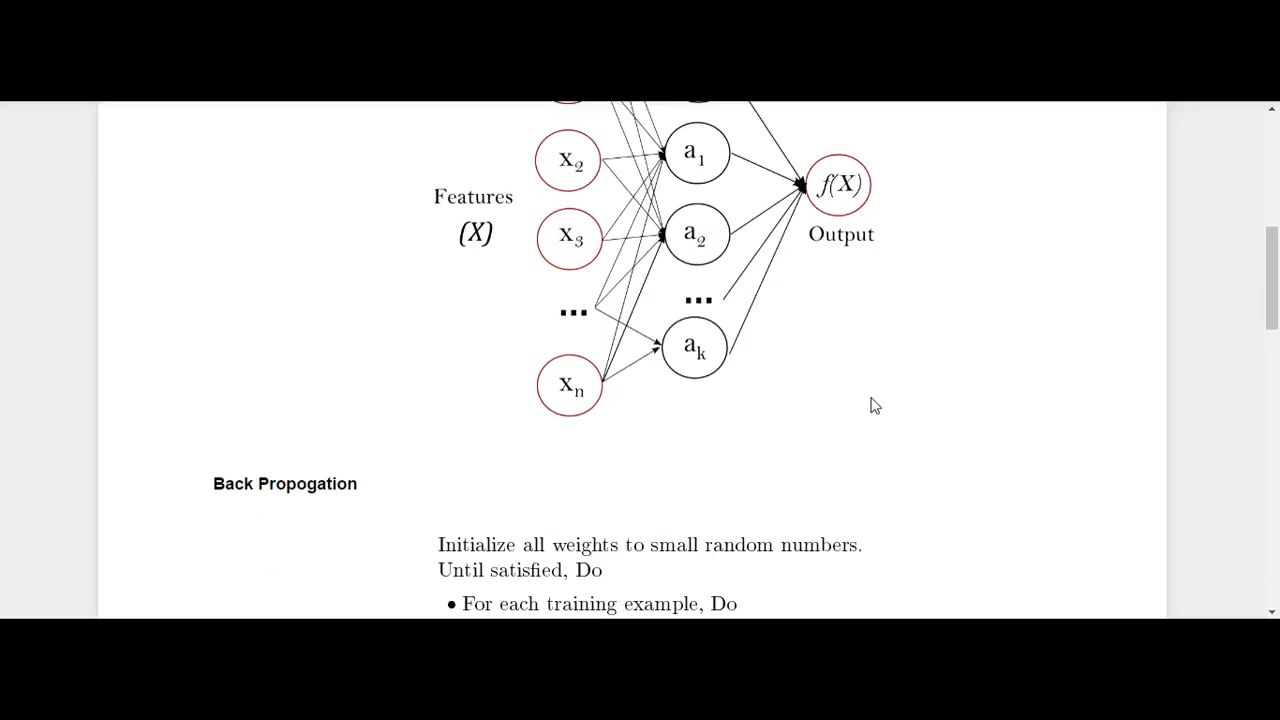 x2
a1
f(X)
Features
(X)
x3
a2
Output
...
...
ak
xn
Back Propogation
Initialize all weights to small random numbers.
Until satisfied, Do
• For each training example, Do